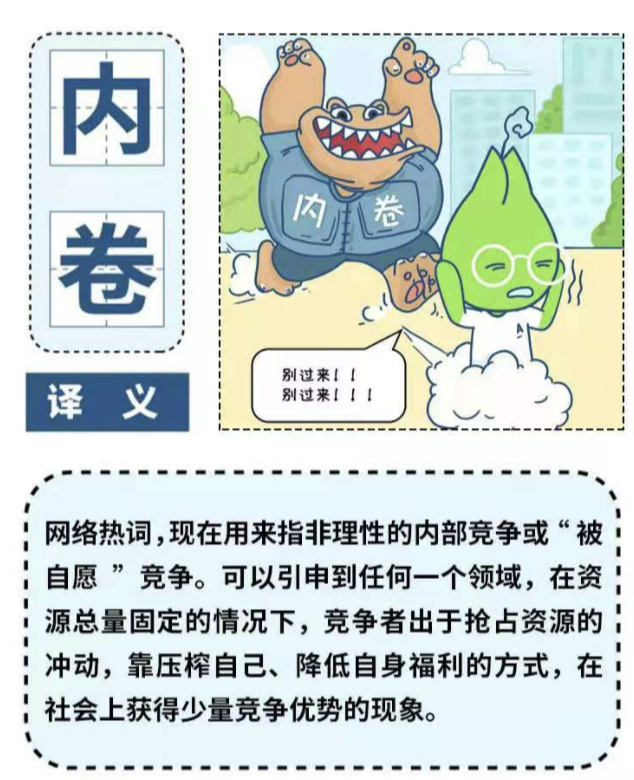 内
卷
译 义
内 卷
别过来！！
别过来！！！
A
网络热词，现在用来指非理性的内部竞争或“被
自愿 ”竞争。可以引申到任何一个领域，在资
源总量固定的情况下，竞争者出于抢占资源的
冲动，靠压榨自己、降低自身福利的方式，在
社会上获得少量竞争优势的现象。